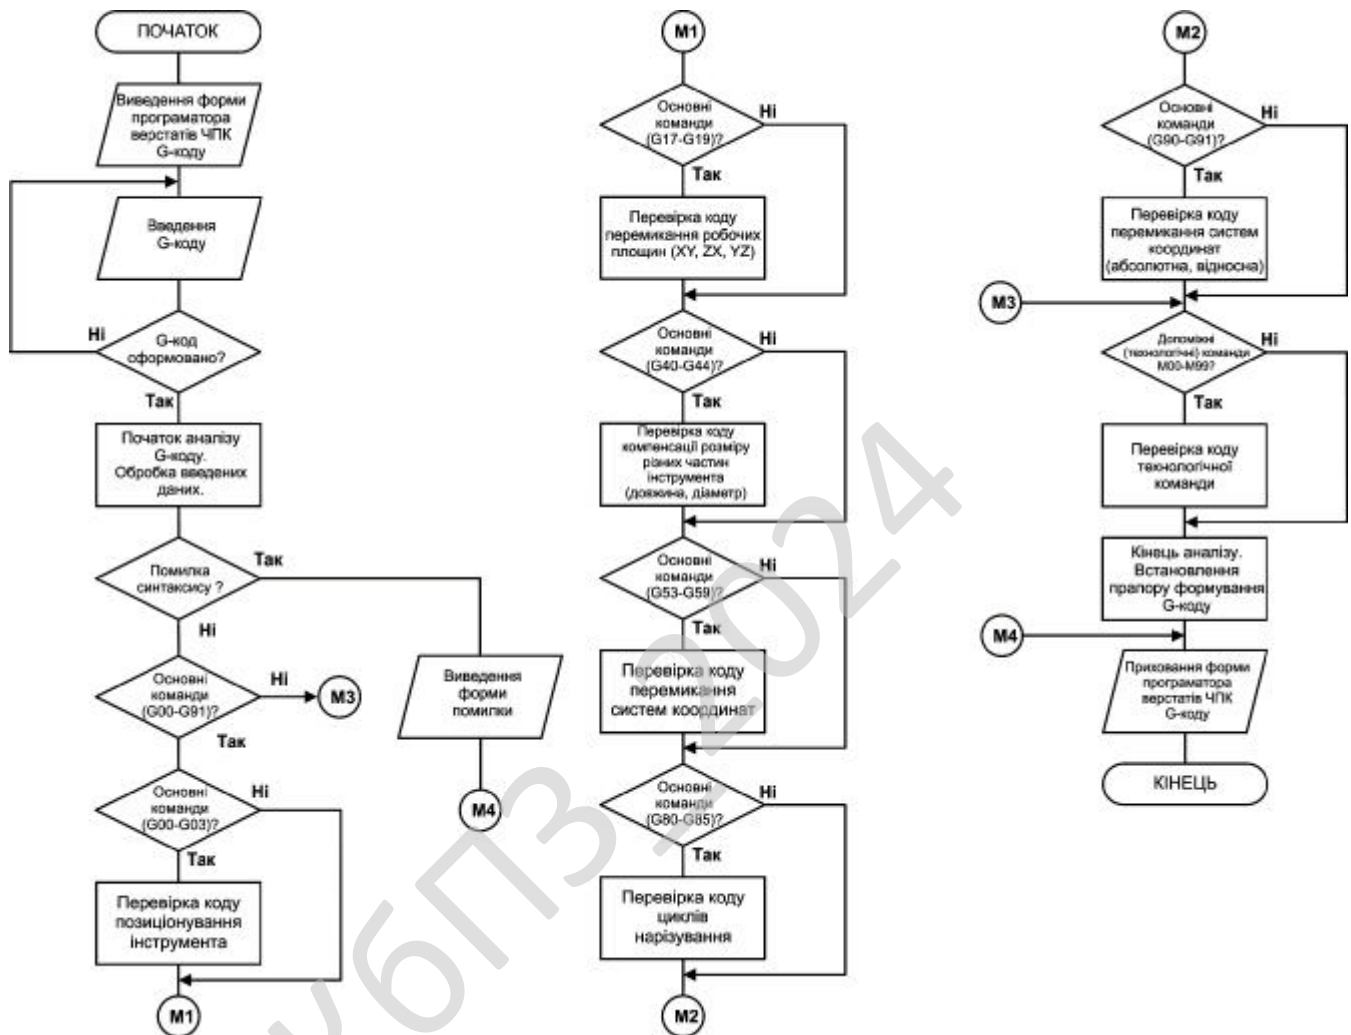 ПОЧАТОК
Виведення форми
програматора
верстатів ЧПК
G-коду
Введення
G-коду
Ні
G-код
сформовано?
Так
Початок аналізу
G-коду.
Обробка введених
даних.
Так
Помилка
синтаксису ?
Ні
Виведення
форми
помилки
M4
Основні
команди
(G00-G91)?
Ні
M3
Так
Основні
команди
(G00-G03)?
Ні
Так
Перевірка коду
позиціонування
інструмента
M1
M1
Основні
команди
(G17-G19)?
Ні
Так
Перевірка коду
перемикання робочих
площин (XY, ZX, YZ)
Основні
команди
(G40-G44)?
Ні
Так
Перевірка коду
компенсації розміру
різних частин
інструмента
(довжина, діаметр)
Основні
команди
(G53-G59)?
Ні
Так
Перевірка коду
перемикання
систем координат
Основні
команди
(G80-G85)?
Ні
Так
Перевірка коду
циклів
нарізування
M2
M2
Основні
команди
(G90-G91)?
Ні
Так
Перевірка коду
перемикання систем
координат
(абсолютна, відносна)
M3
Допоміжні
(технологічні) команди
M00-M99?
Ні
Так
Перевірка коду
технологічної
команди
Кінець аналізу.
Встановлення
прапору формування
G-коду
M4
Приховання форми
програматора
верстатів ЧПК
G-коду
КІНЕЦЬ
КбПЗ_2024